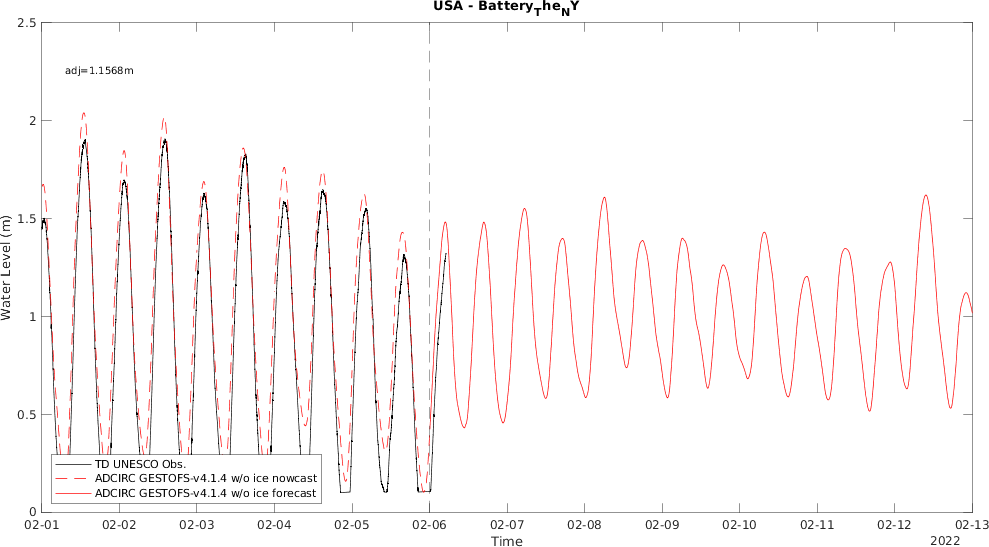 USA - BatteryTheNY
adj=1.1568m
Water Level (m)
2.5
2
1.5
1
0.5
0
TD UNESCO Obs.
ADCIRC GESTOFS-v4.1.4 w/o ice nowcast
ADCIRC GESTOFS-v4.1.4 w/o ice forecast
02-01 02-02 02-03 02-04 02-05 02-06 02-07 02-08 02-09 02-10 02-11 02-12 02-13
Time
2022